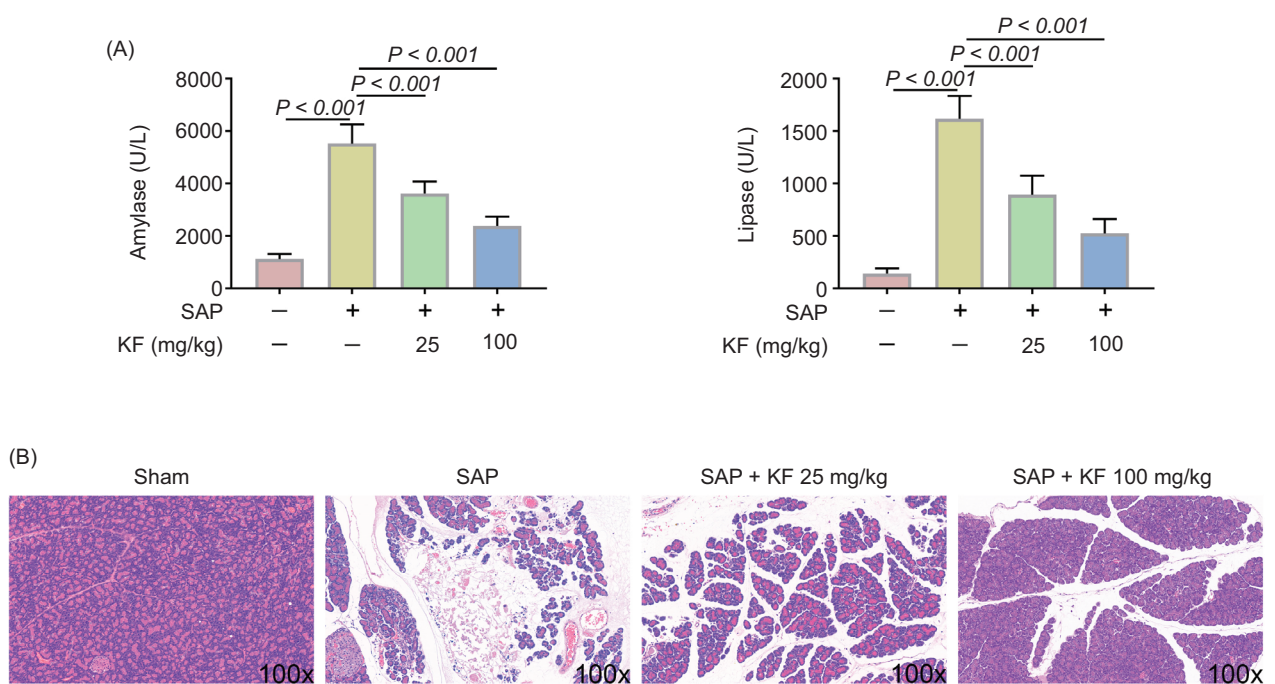 (A)
P < 0.001
P < 0.001
P < 0.001
Amylase (U/L)
8000
6000
4000
2000
0
SAP – + + +
KF (mg/kg) – – 25 100
P < 0.001
P < 0.001
P < 0.001
Lipase (U/L)
2000
1500
1000
500
0
SAP – + + +
KF (mg/kg) – – 25 100
(B)
Sham SAP SAP + KF 25 mg/kg SAP + KF 100 mg/kg
100x 100x 100x 100x